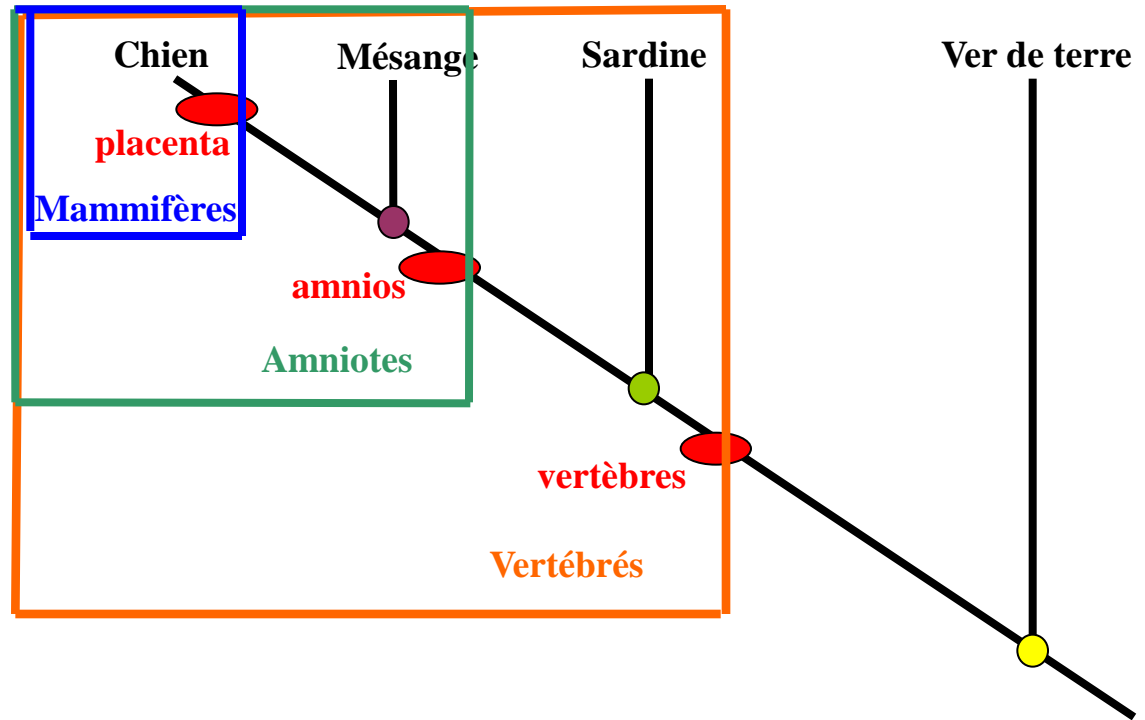 Chien
Mésange
Sardine
Ver de terre
placenta
Mammifères
amnios
Amniotes
vertèbres
Vertébrés